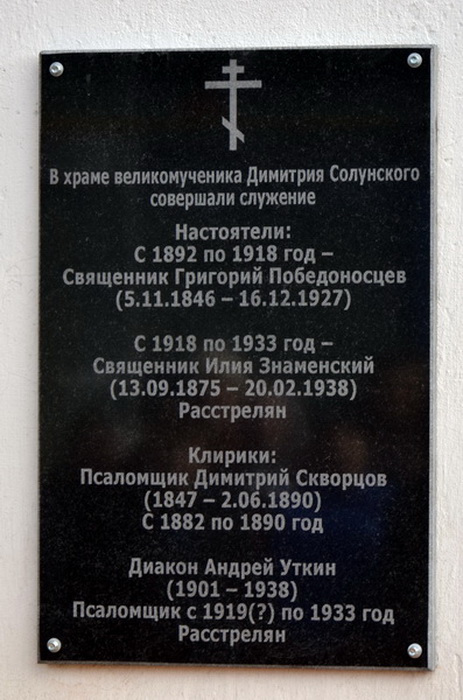 В храме великомученика Димитрия Солунского
совершали служение
Настоятели:
С 1892 по 1918 год –
Священник Григорий Победоносцев
(5.11.1846 – 16.12.1927)
С 1918 по 1933 год –
Священник Илия Знаменский
(13.09.1875 – 20.02.1938)
Расстрелян
Клирики:
Псаломщик Димитрий Скворцов
(1847 – 2.06.1890)
С 1882 по 1890 год
Диакон Андрей Уткин
(1901 – 1938)
Псаломщик с 1919(?) по 1933 год
Расстрелян